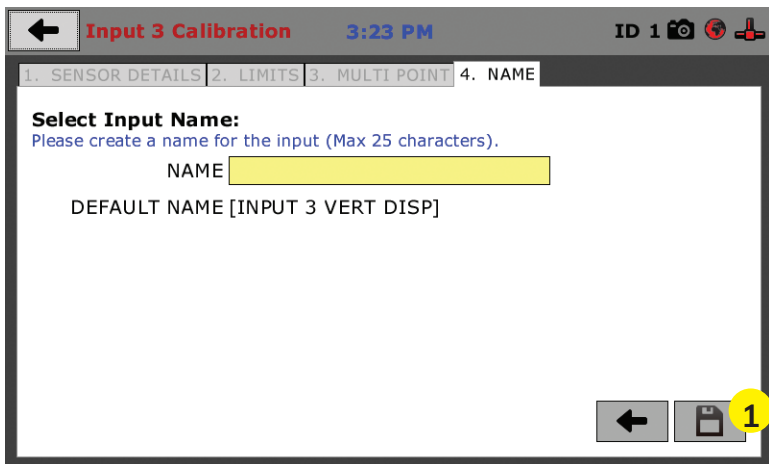 Input 3 Calibration 3:23 PM ID 1
1. SENSOR DETAILS 2. LIMITS 3. MULTI POINT 4. NAME
Select Input Name:
Please create a name for the input (Max 25 characters).
NAME
DEFAULT NAME [INPUT 3 VERT DISP]
1